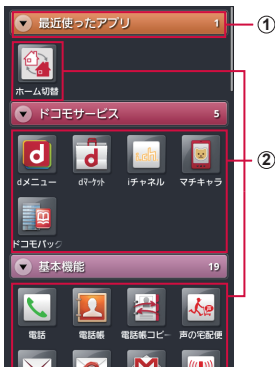 最近使ったアプリ 1
①
ホーム切替
ドコモサービス 5
②
d
d
dメニュー dマーケット iチャネル マチキャラ
ドコモバック
基本機能 19
電話 電話帳 電話帳コピー 声の宅配便